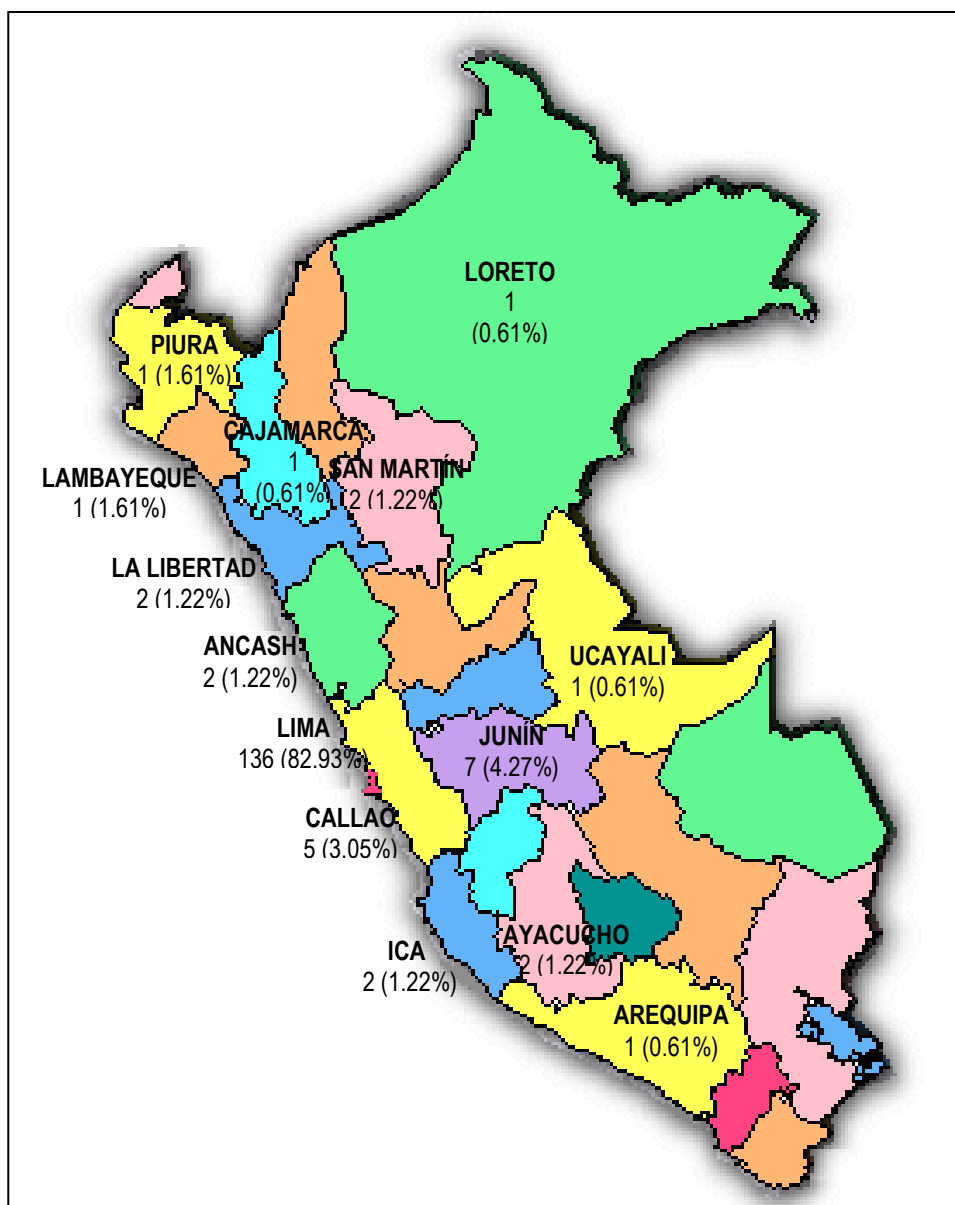 LORETO
1
(0.61%)
PIURA
1 (1.61%)
CAJAMARCA
1
(0.61%)
SAN MARTÍN
2 (1.22%)
LAMBAYEQUE
1 (1.61%)
LA LIBERTAD
2 (1.22%)
ANCASH
2 (1.22%)
UCAYALI
1 (0.61%)
LIMA
136 (82.93%)
JUNÍN
7 (4.27%)
CALLAO
5 (3.05%)
AYACUCHO
2 (1.22%)
ICA
2 (1.22%)
AREQUIPA
1 (0.61%)